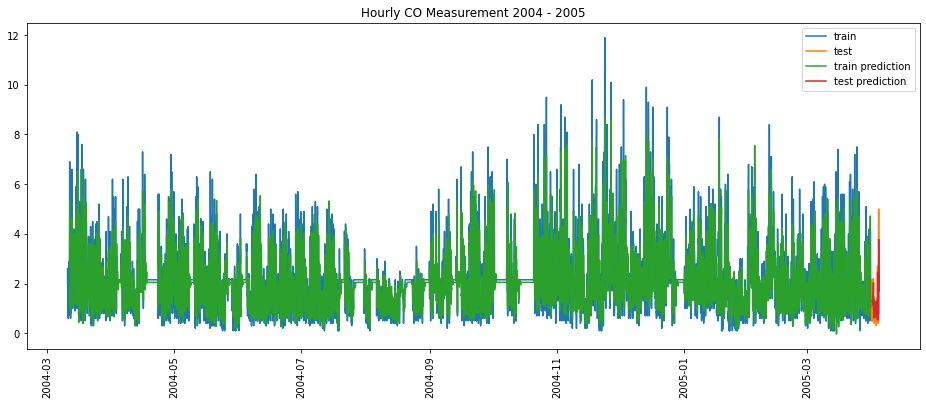 Hourly CO Measurement 2004 - 2005
train
test
train prediction
test prediction
12
10
8
6
4
2
0
2004-03
2004-05
2004-07
2004-09
2004-11
2005-01
2005-03